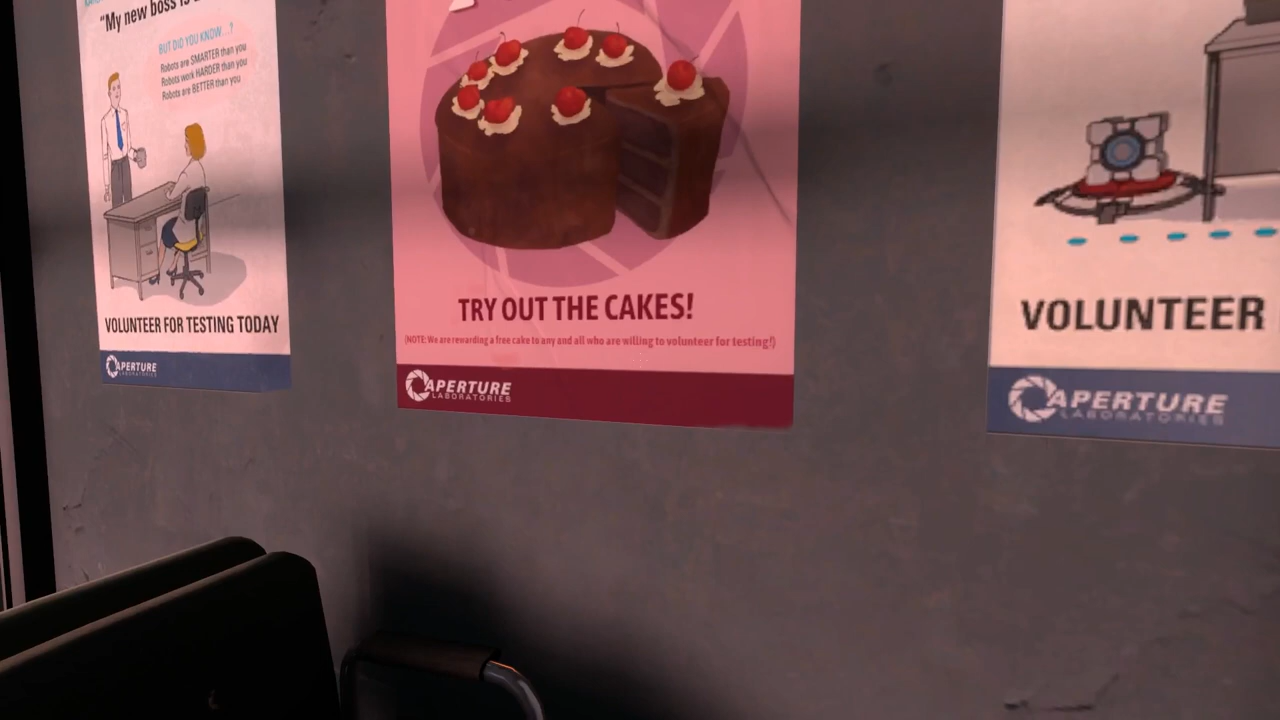 "My new boss is
BUT DID YOU KNOW...?
Robots are SMARTER than you
Robots work HARDER than you
Robots are BETTER than you
VOLUNTEER FOR TESTING TODAY
APERTURE
LABORATORIES
TRY OUT THE CAKES!
(NOTE: We are rewarding a free cake to any and all who are willing to volunteer for testing!)
APERTURE
LABORATORIES
VOLUNTEER
APERTURE
LABORATORIES